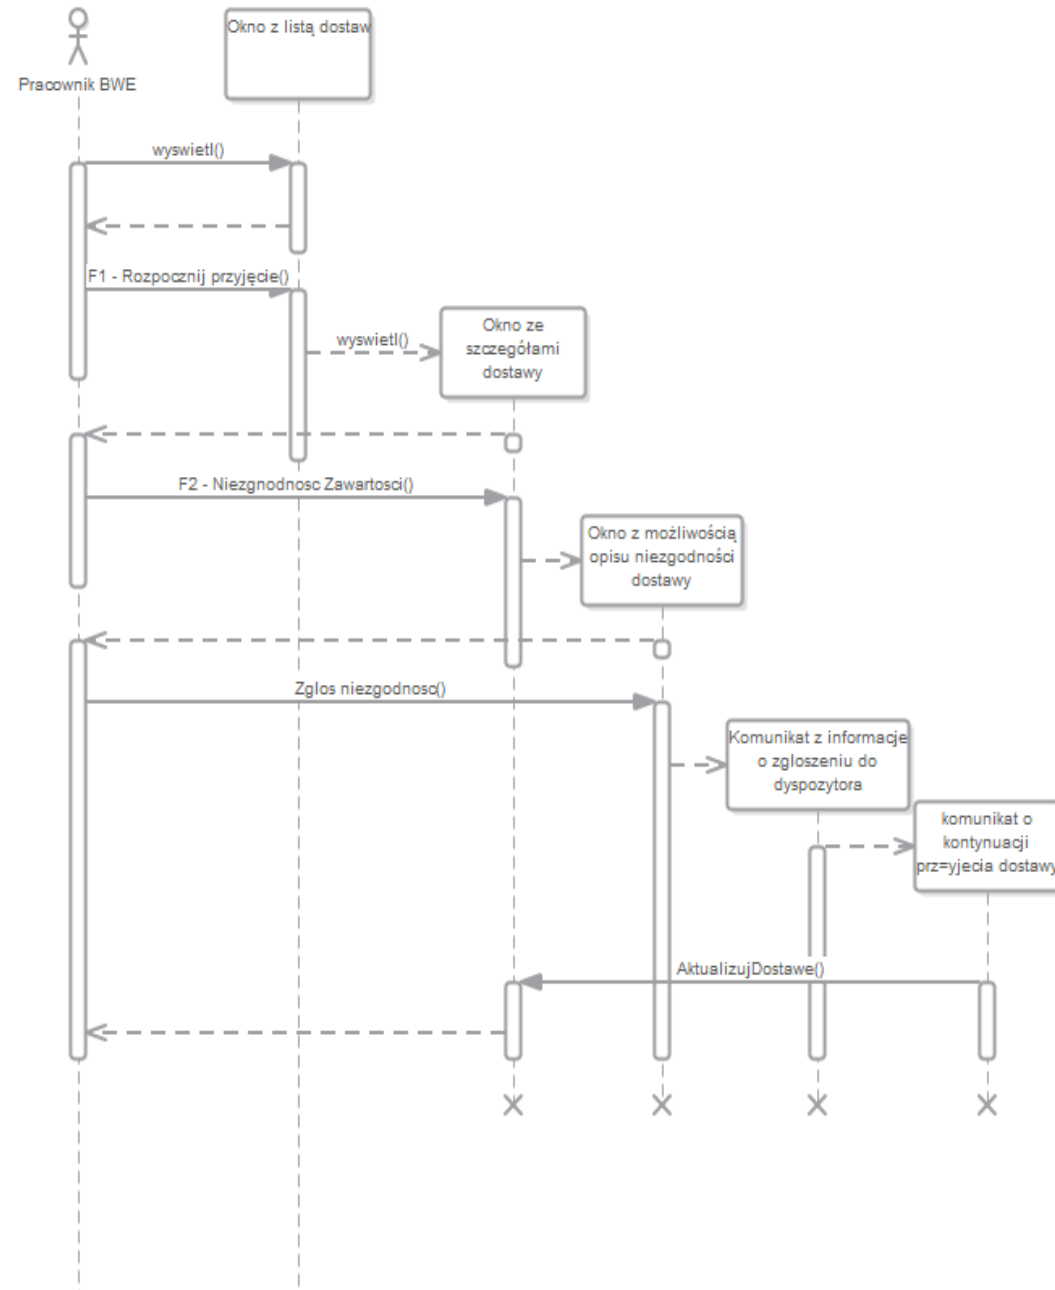 Okno z listą dostaw
Pracownik BWE
wyswietl()
F1 - Rozpocznij przyjęcie()
Okno ze
szczegółami
dostawy
wyswietl()
F2 - Niezgnodnosc Zawartosci()
Okno z możliwością
opisu niezgodności
dostawy
Zglos niezgodnosc()
Komunikat z informacje
o zgloszeniu do
dyspozytora
komunikat o
kontynuacji
prz=yjecia dostawy
AktualizujDostawe()